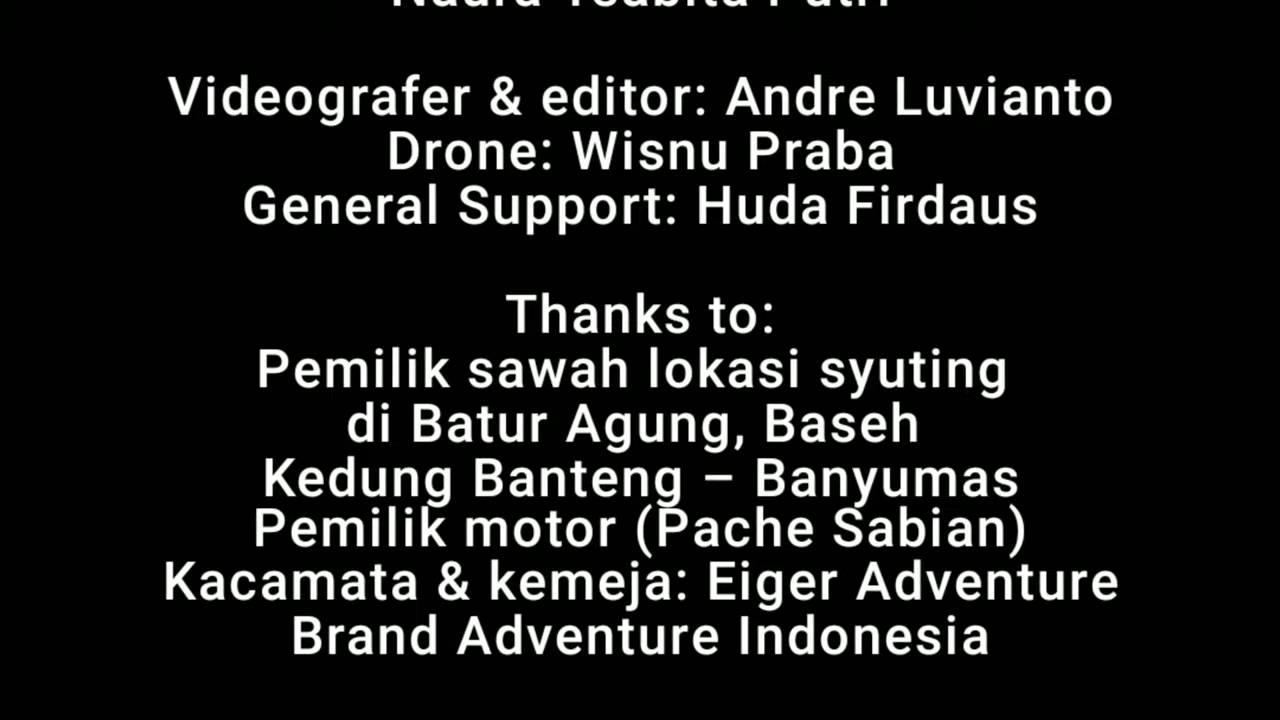 Videografer & editor: Andre Luvianto
Drone: Wisnu Praba
General Support: Huda Firdaus
Thanks to:
Pemilik sawah lokasi syuting
di Batur Agung, Baseh
Kedung Banteng – Banyumas
Pemilik motor (Pache Sabian)
Kacamata & kemeja: Eiger Adventure
Brand Adventure Indonesia